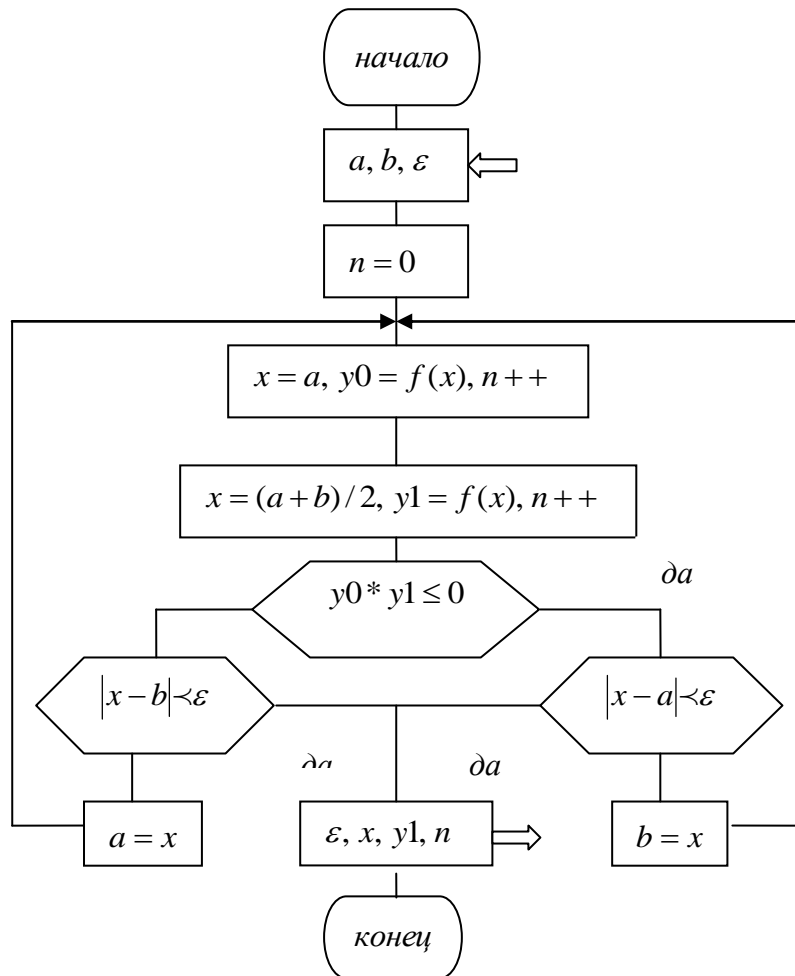 начало
a, b, ε
n = 0
x = a, y0 = f(x), n++
x = (a + b) / 2, y1 = f(x), n++
y0 * y1 ≤ 0
да
|x − b| ≺ ε
|x − a| ≺ ε
да да
a = x
ε, x, y1, n
b = x
конец